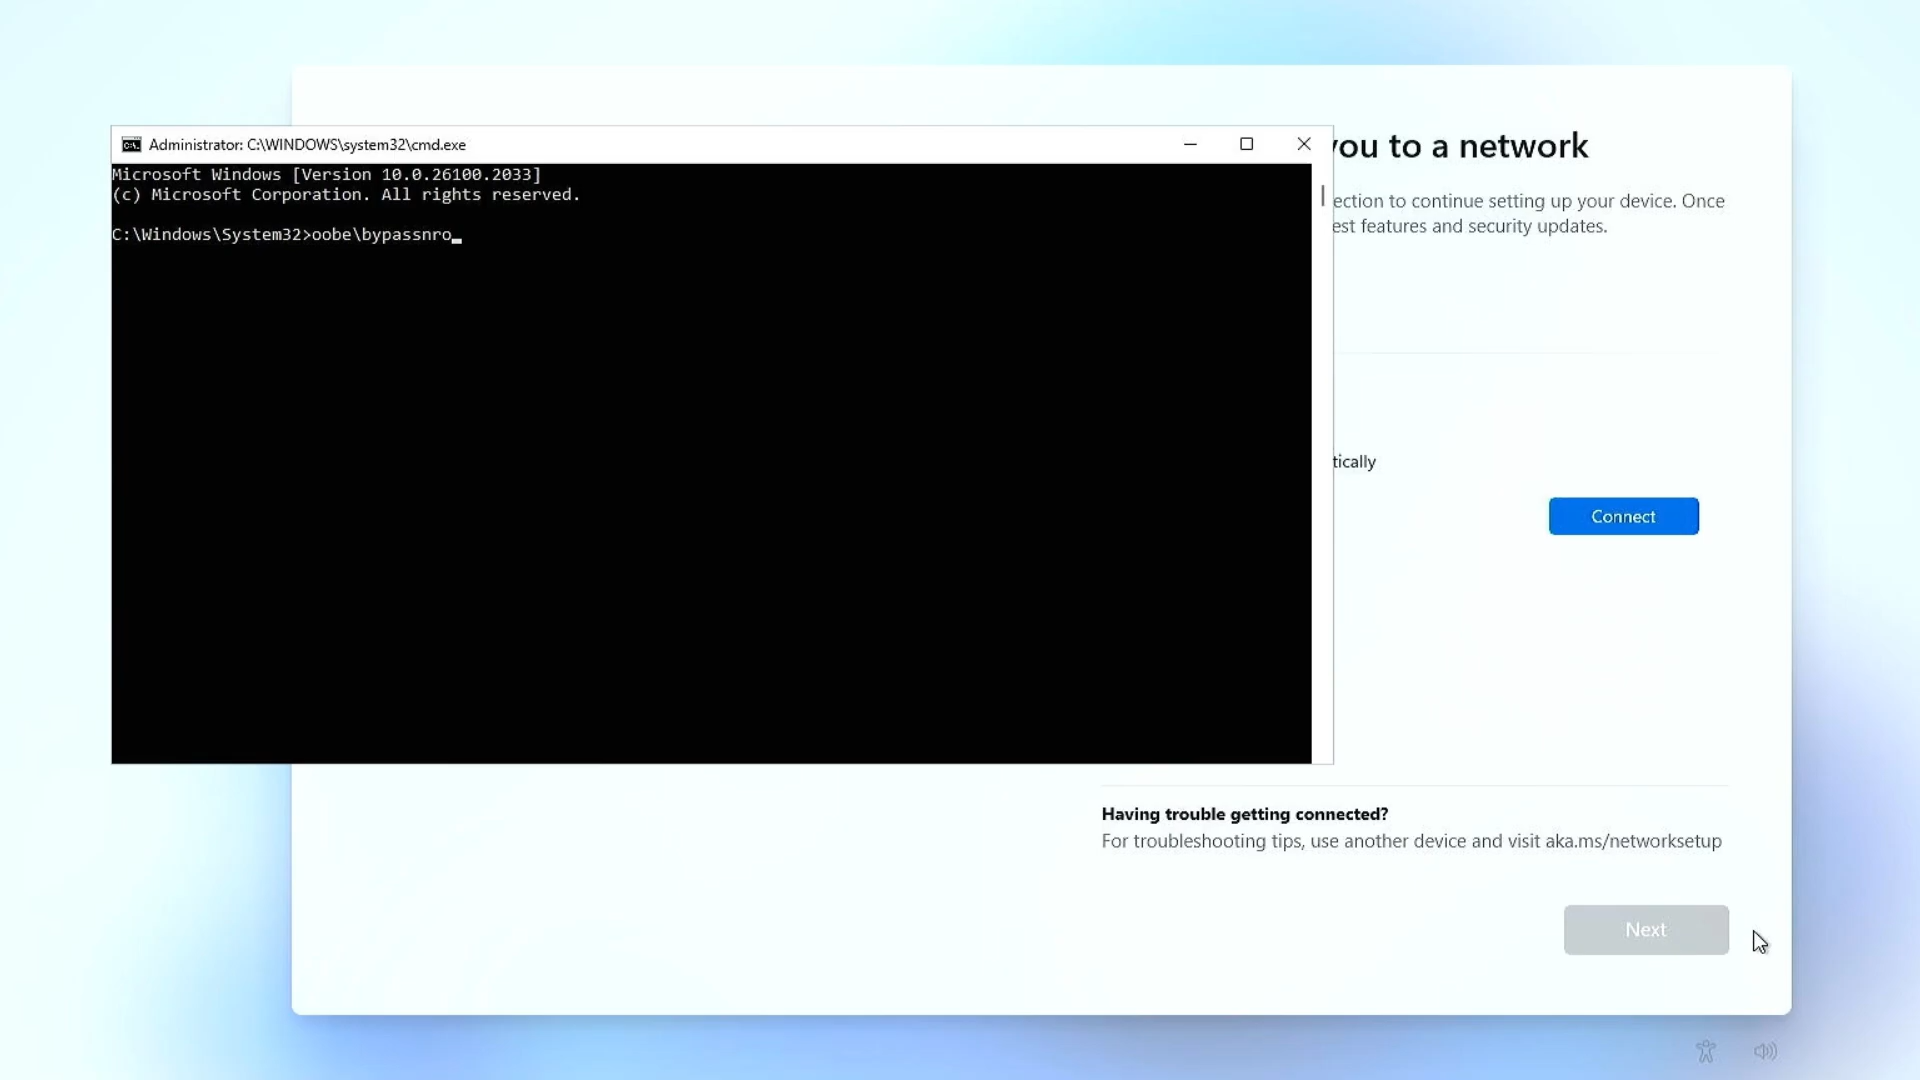 Administrator: C:\WINDOWS\system32\cmd.exe
Microsoft Windows [Version 10.0.26100.2033]
(c) Microsoft Corporation. All rights reserved.
C:\Windows\System32>oobe\bypassnro
you to a network
ection to continue setting up your device. Once
est features and security updates.
tically
Connect
Having trouble getting connected?
For troubleshooting tips, use another device and visit aka.ms/networksetup
Next